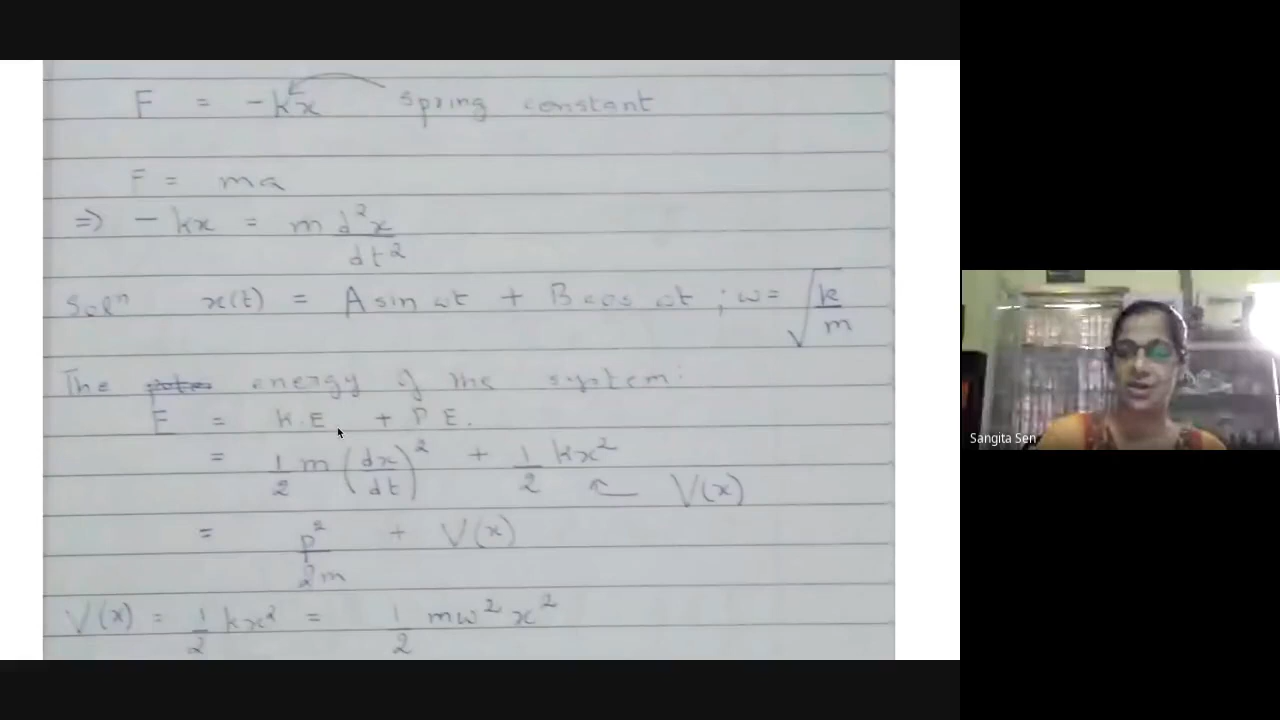 F = -kx spring constant
F = ma
⇒ - kx = m d²x/dt²
Solⁿ x(t) = A sin ωt + B cos ωt ; ω = √(k/m)
The energy of the system:
E = K.E. + P.E.
= 1/2 m (dx/dt)² + 1/2 kx² V(x)
= p²/2m + V(x)
V(x) = 1/2 kx² = 1/2 mω²x²
Sangita Sen